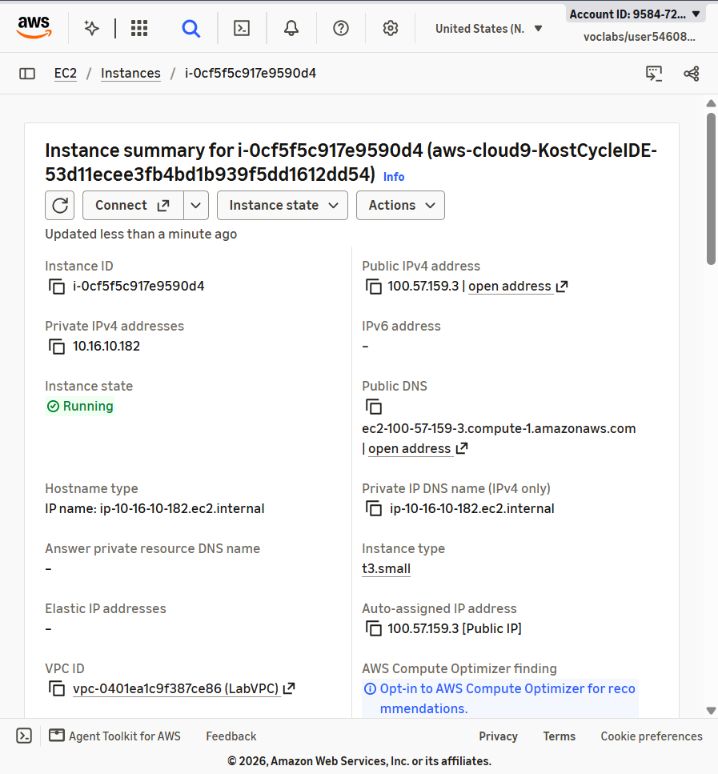 aws
United States (N.
Account ID: 9584-72...
voclabs/user54608...
EC2 / Instances / i-0cf5f5c917e9590d4
Instance summary for i-0cf5f5c917e9590d4 (aws-cloud9-KostCycleIDE-
53d11ecee3fb4bd1b939f5dd1612dd54) Info
Connect
Instance state
Actions
Updated less than a minute ago
Instance ID
i-0cf5f5c917e9590d4
Public IPv4 address
100.57.159.3 | open address
Private IPv4 addresses
10.16.10.182
IPv6 address
–
Instance state
Running
Public DNS
ec2-100-57-159-3.compute-1.amazonaws.com
| open address
Hostname type
IP name: ip-10-16-10-182.ec2.internal
Private IP DNS name (IPv4 only)
ip-10-16-10-182.ec2.internal
Answer private resource DNS name
–
Instance type
t3.small
Elastic IP addresses
–
Auto-assigned IP address
100.57.159.3 [Public IP]
VPC ID
vpc-0401ea1c9f387ce86 (LabVPC)
AWS Compute Optimizer finding
Opt-in to AWS Compute Optimizer for reco
mmendations.
Agent Toolkit for AWS
Feedback
Privacy
Terms
Cookie preferences
© 2026, Amazon Web Services, Inc. or its affiliates.